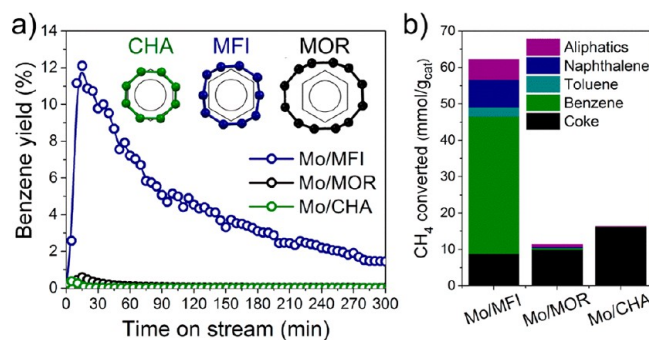 a)
CHA
MFI
MOR
Benzene yield (%)
14
12
10
8
6
4
2
0
Mo/MFI
Mo/MOR
Mo/CHA
0 30 60 90 120 150 180 210 240 270 300
Time on stream (min)
b)
CH4 converted (mmol/gcat)
70
60
50
40
30
20
10
0
Aliphatics
Naphthalene
Toluene
Benzene
Coke
Mo/MFI
Mo/MOR
Mo/CHA